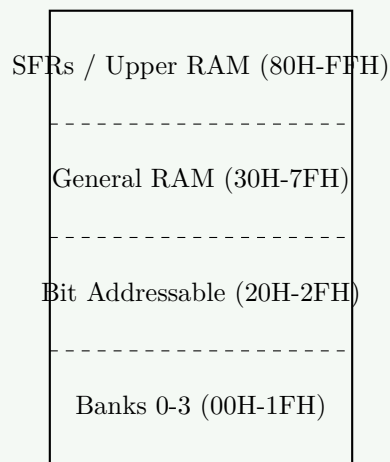 SFRs / Upper RAM (80H-FFH)
General RAM (30H-7FH)
Bit Addressable (20H-2FH)
Banks 0-3 (00H-1FH)